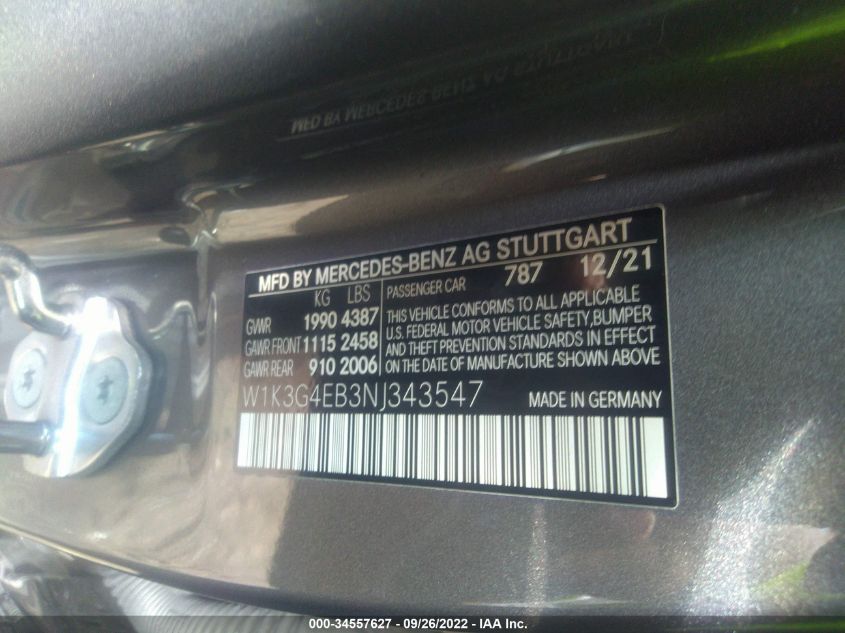 MFD BY MERCEDES-BENZ AG STUTTGART
KG LBS
GVWR 1990 4387
GAWR FRONT 1115 2458
GAWR REAR 910 2006
PASSENGER CAR 787 12/21
THIS VEHICLE CONFORMS TO ALL APPLICABLE
U.S. FEDERAL MOTOR VEHICLE SAFETY,BUMPER
AND THEFT PREVENTION STANDARDS IN EFFECT
ON THE DATE OF MANUFACTURE SHOWN ABOVE.
W1K3G4EB3NJ343547 MADE IN GERMANY
000-34557627 - 09/26/2022 - IAA Inc.